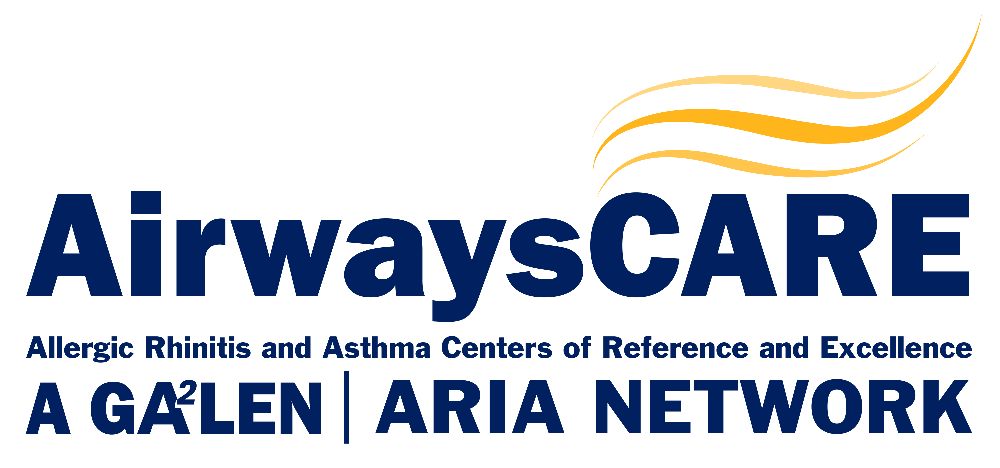 AirwaysCARE
Allergic Rhinitis and Asthma Centers of Reference and Excellence
A GA²LEN | ARIA NETWORK